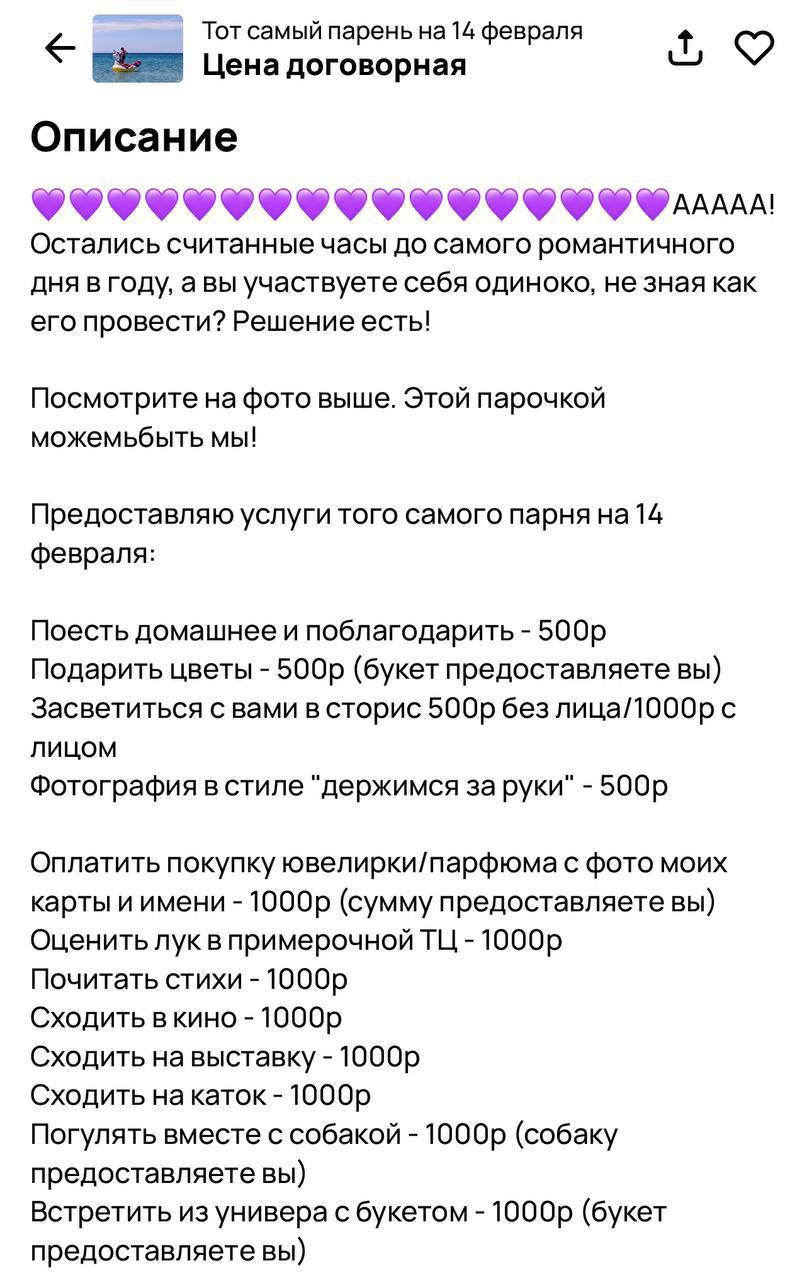 Тот самый парень на 14 февраля
Цена договорная
Описание
💜💜💜💜💜💜💜💜💜💜💜💜💜💜💜💜💜ААААА!
Остались считанные часы до самого романтичного
дня в году, а вы участвуете себя одиноко, не зная как
его провести? Решение есть!
Посмотрите на фото выше. Этой парочкой
можемьбыть мы!
Предоставляю услуги того самого парня на 14
февраля:
Поесть домашнее и поблагодарить - 500р
Подарить цветы - 500р (букет предоставляете вы)
Засветиться с вами в сторис 500р без лица/1000р с
лицом
Фотография в стиле "держимся за руки" - 500р
Оплатить покупку ювелирки/парфюма с фото моих
карты и имени - 1000р (сумму предоставляете вы)
Оценить лук в примерочной ТЦ - 1000р
Почитать стихи - 1000р
Сходить в кино - 1000р
Сходить на выставку - 1000р
Сходить на каток - 1000р
Погулять вместе с собакой - 1000р (собаку
предоставляете вы)
Встретить из универа с букетом - 1000р (букет
предоставляете вы)